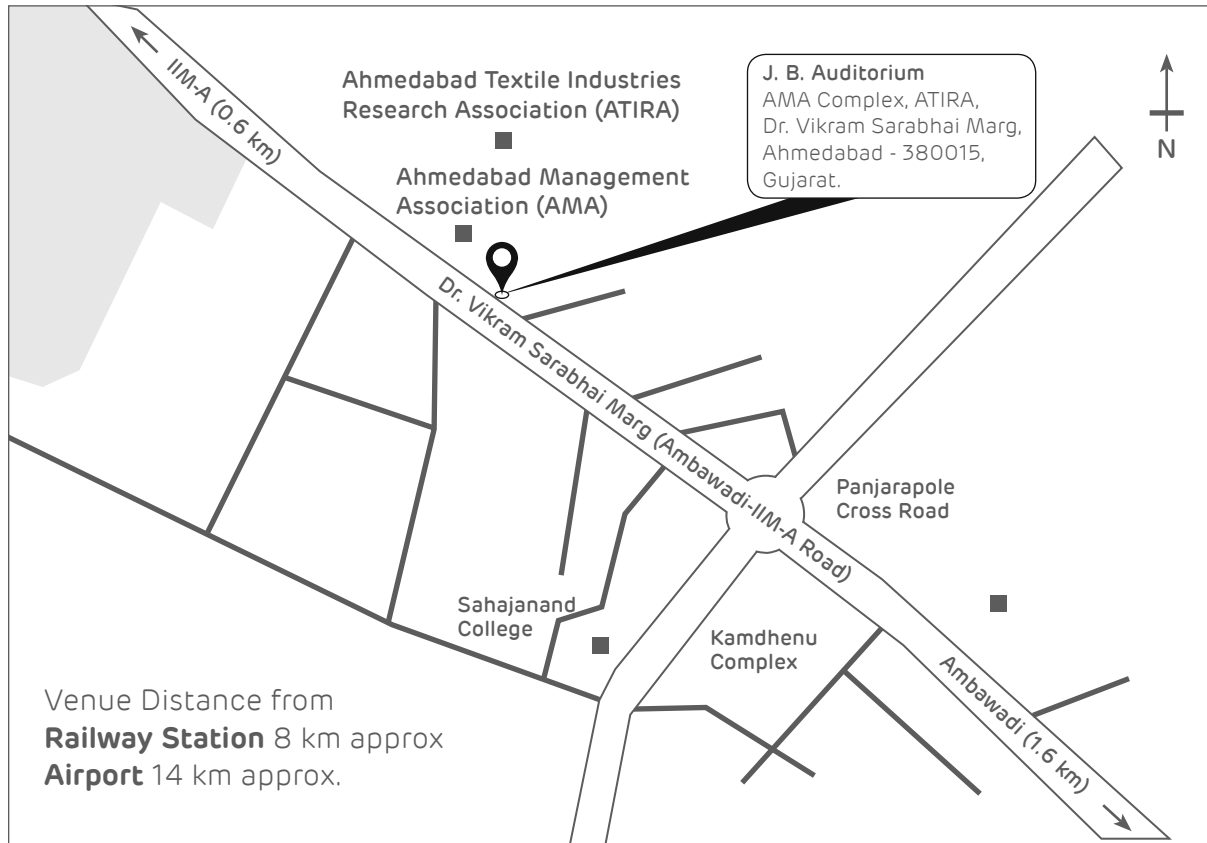 IIM-A (0.6 km)
Ahmedabad Textile Industries
Research Association (ATIRA)
J. B. Auditorium
AMA Complex, ATIRA,
Dr. Vikram Sarabhai Marg,
Ahmedabad - 380015,
Gujarat.
N
Ahmedabad Management
Association (AMA)
Dr. Vikram Sarabhai Marg (Ambawadi-IIM-A Road)
Panjarapole
Cross Road
Sahajanand
College
Kamdhenu
Complex
Ambawadi (1.6 km)
Venue Distance from
Railway Station 8 km approx
Airport 14 km approx.